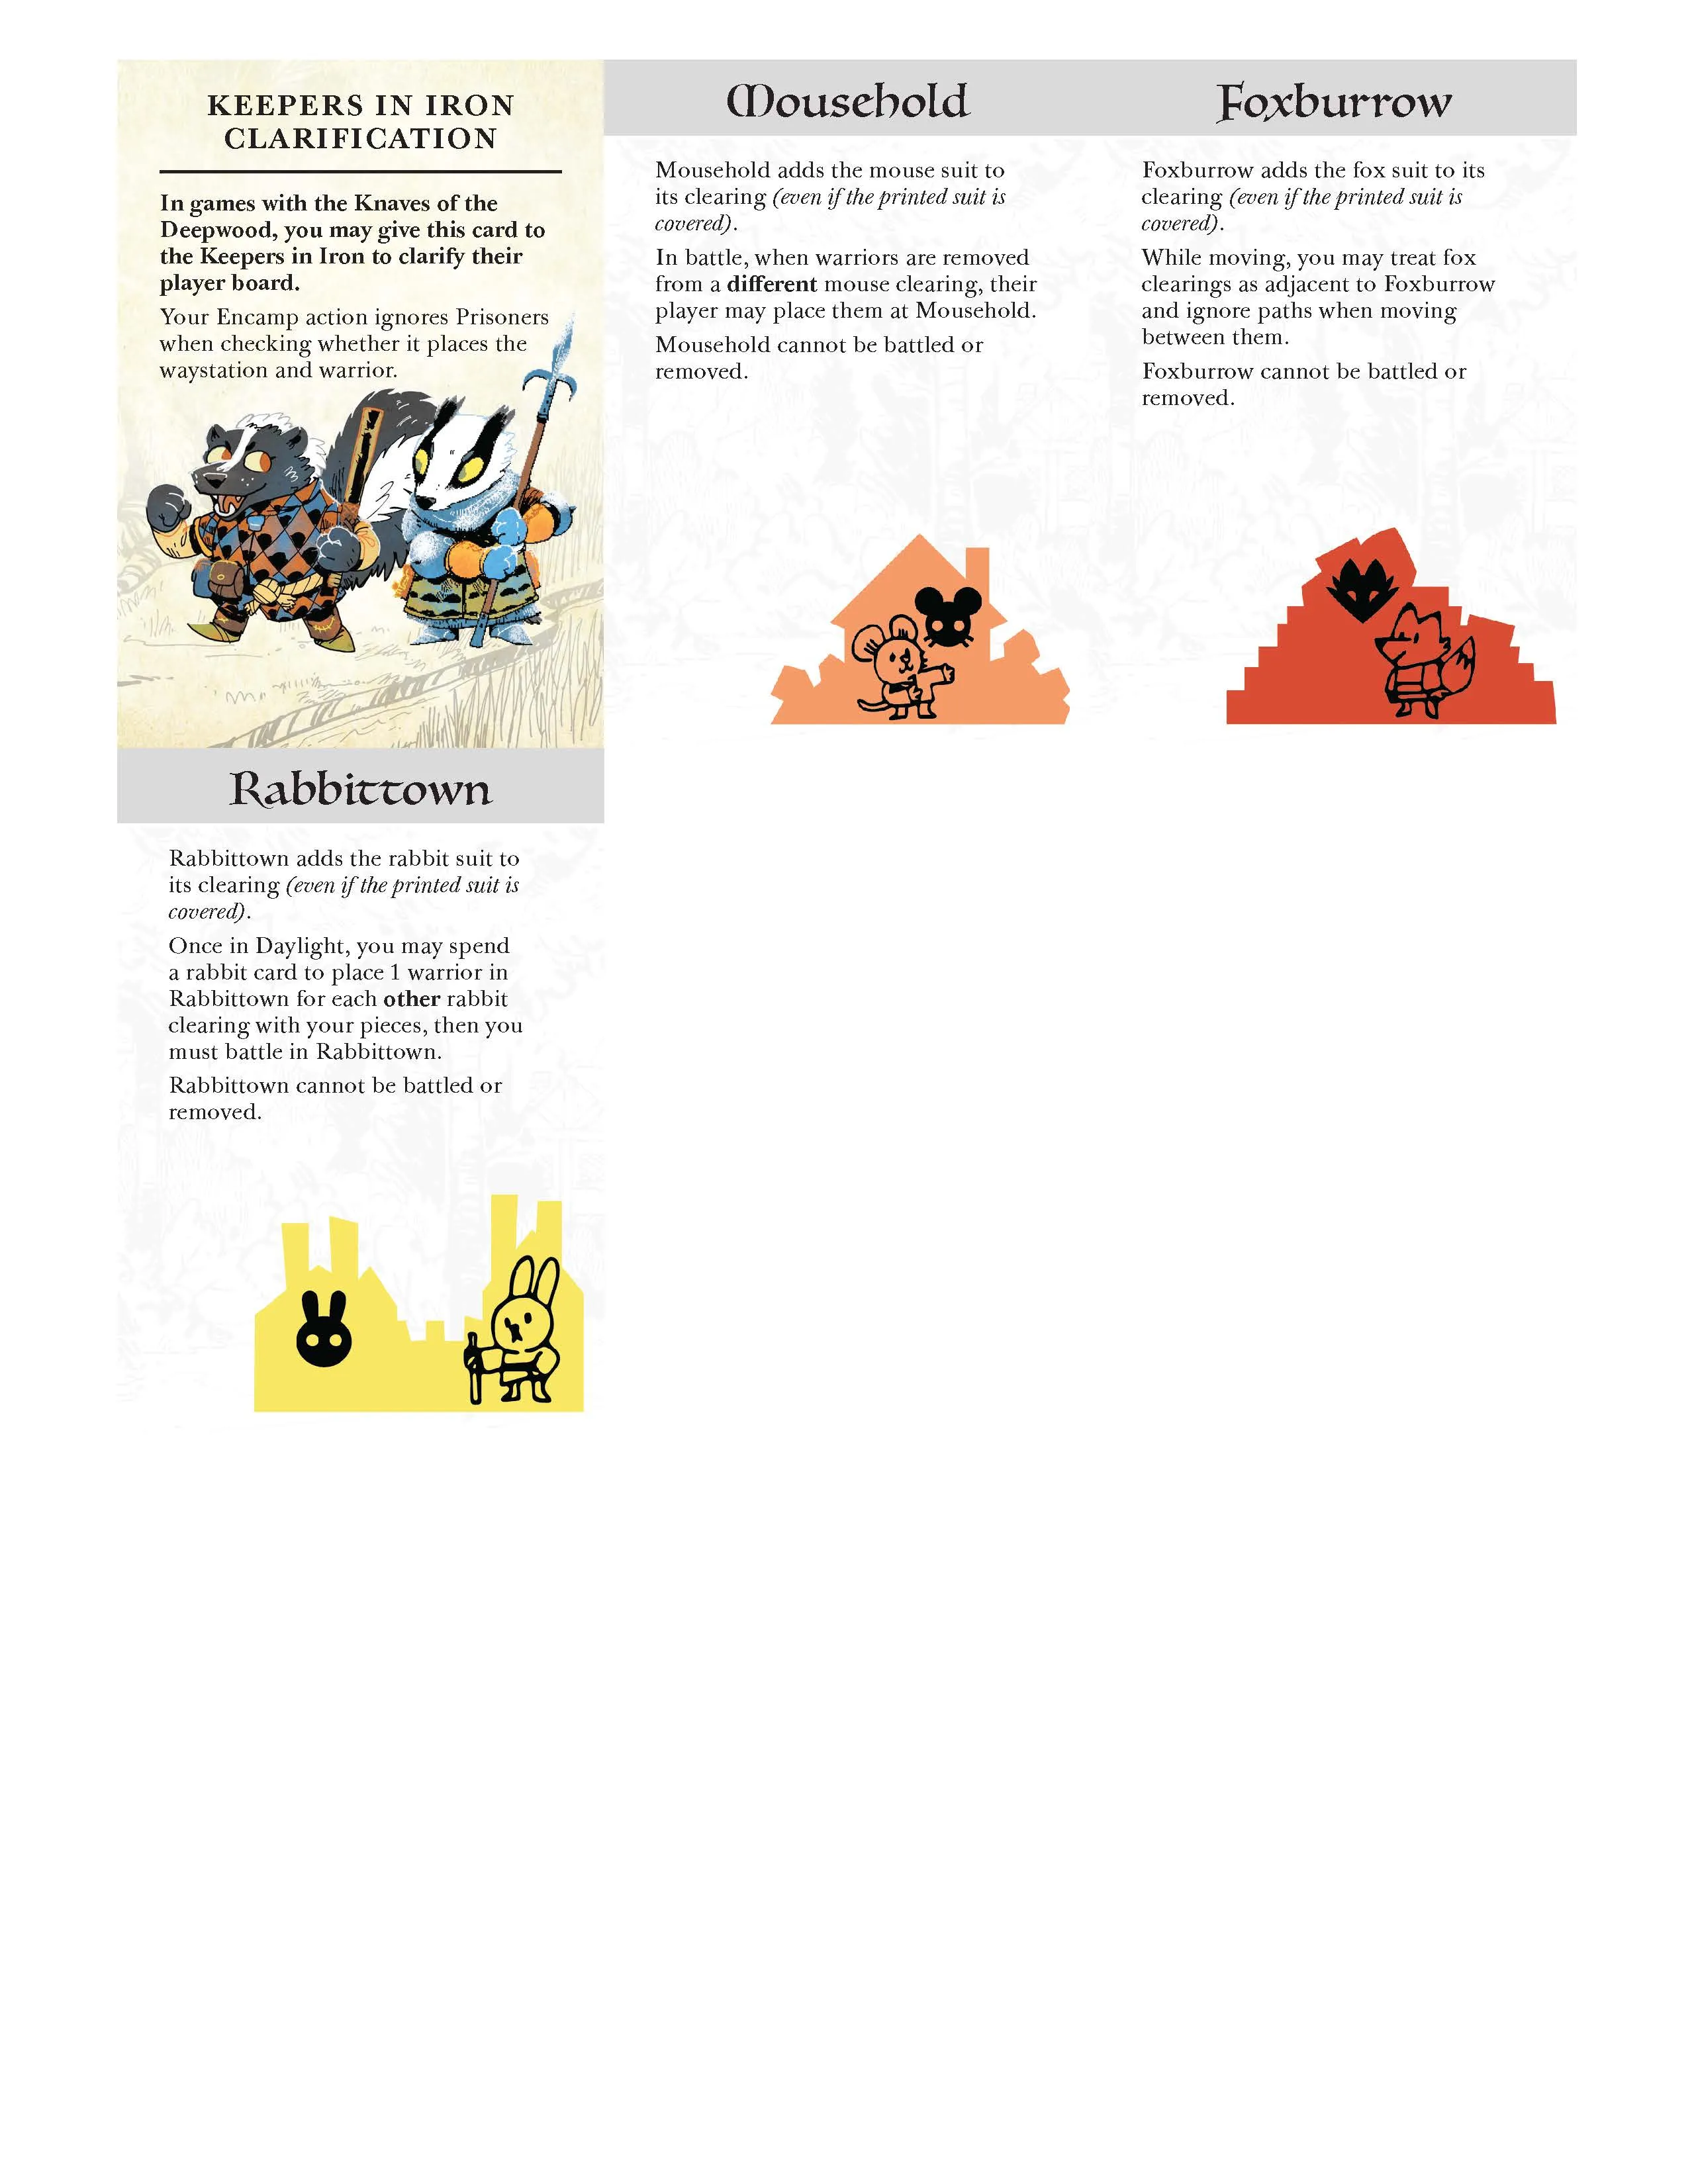 KEEPERS IN IRON
CLARIFICATION
In games with the Knaves of the
Deepwood, you may give this card to
the Keepers in Iron to clarify their
player board.
Your Encamp action ignores Prisoners
when checking whether it places the
waystation and warrior.
Mousehold
Mousehold adds the mouse suit to
its clearing (even if the printed suit is
covered).
In battle, when warriors are removed
from a different mouse clearing, their
player may place them at Mousehold.
Mousehold cannot be battled or
removed.
Foxburrow
Foxburrow adds the fox suit to its
clearing (even if the printed suit is
covered).
While moving, you may treat fox
clearings as adjacent to Foxburrow
and ignore paths when moving
between them.
Foxburrow cannot be battled or
removed.
Rabbittown
Rabbittown adds the rabbit suit to
its clearing (even if the printed suit is
covered).
Once in Daylight, you may spend
a rabbit card to place 1 warrior in
Rabbittown for each other rabbit
clearing with your pieces, then you
must battle in Rabbittown.
Rabbittown cannot be battled or
removed.